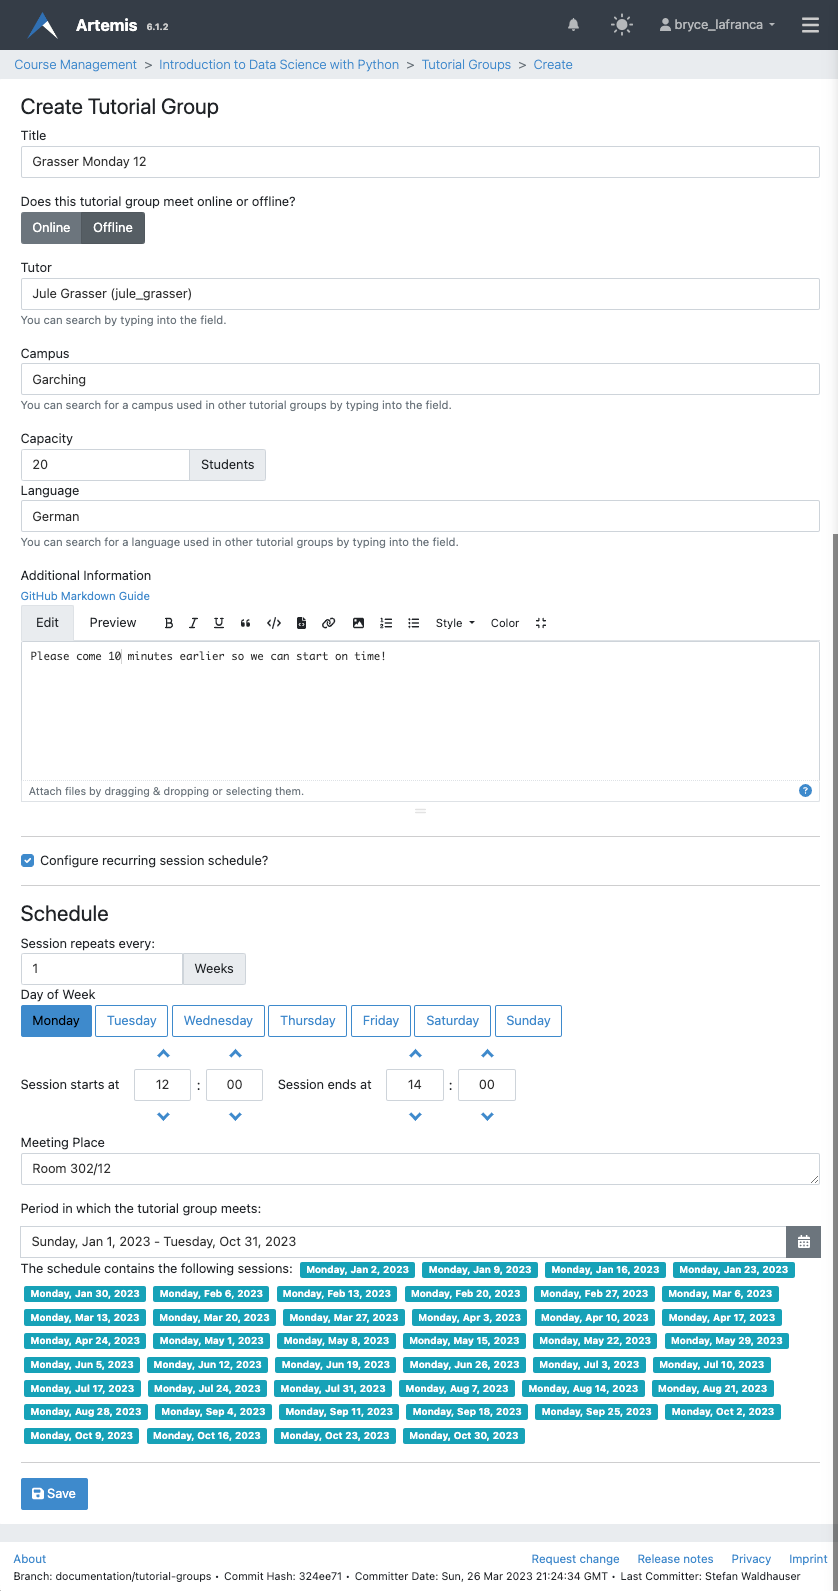 Artemis 6.1.2 bryce_lafranca
Course Management > Introduction to Data Science with Python > Tutorial Groups > Create
Create Tutorial Group
Title
Grasser Monday 12
Does this tutorial group meet online or offline?
Online Offline
Tutor
Jule Grasser (jule_grasser)
You can search by typing into the field.
Campus
Garching
You can search for a campus used in other tutorial groups by typing into the field.
Capacity
20 Students
Language
German
You can search for a language used in other tutorial groups by typing into the field.
Additional Information
GitHub Markdown Guide
Edit Preview B I U Style Color
Please come 10 minutes earlier so we can start on time!
Attach files by dragging & dropping or selecting them.
Configure recurring session schedule?
Schedule
Session repeats every:
1 Weeks
Day of Week
Monday Tuesday Wednesday Thursday Friday Saturday Sunday
Session starts at 12 : 00 Session ends at 14 : 00
Meeting Place
Room 302/12
Period in which the tutorial group meets:
Sunday, Jan 1, 2023 - Tuesday, Oct 31, 2023
The schedule contains the following sessions: Monday, Jan 2, 2023 Monday, Jan 9, 2023 Monday, Jan 16, 2023 Monday, Jan 23, 2023
Monday, Jan 30, 2023 Monday, Feb 6, 2023 Monday, Feb 13, 2023 Monday, Feb 20, 2023 Monday, Feb 27, 2023 Monday, Mar 6, 2023
Monday, Mar 13, 2023 Monday, Mar 20, 2023 Monday, Mar 27, 2023 Monday, Apr 3, 2023 Monday, Apr 10, 2023 Monday, Apr 17, 2023
Monday, Apr 24, 2023 Monday, May 1, 2023 Monday, May 8, 2023 Monday, May 15, 2023 Monday, May 22, 2023 Monday, May 29, 2023
Monday, Jun 5, 2023 Monday, Jun 12, 2023 Monday, Jun 19, 2023 Monday, Jun 26, 2023 Monday, Jul 3, 2023 Monday, Jul 10, 2023
Monday, Jul 17, 2023 Monday, Jul 24, 2023 Monday, Jul 31, 2023 Monday, Aug 7, 2023 Monday, Aug 14, 2023 Monday, Aug 21, 2023
Monday, Aug 28, 2023 Monday, Sep 4, 2023 Monday, Sep 11, 2023 Monday, Sep 18, 2023 Monday, Sep 25, 2023 Monday, Oct 2, 2023
Monday, Oct 9, 2023 Monday, Oct 16, 2023 Monday, Oct 23, 2023 Monday, Oct 30, 2023
Save
About Request change Release notes Privacy Imprint
Branch: documentation/tutorial-groups • Commit Hash: 324ee71 • Committer Date: Sun, 26 Mar 2023 21:24:34 GMT • Last Committer: Stefan Waldhauser